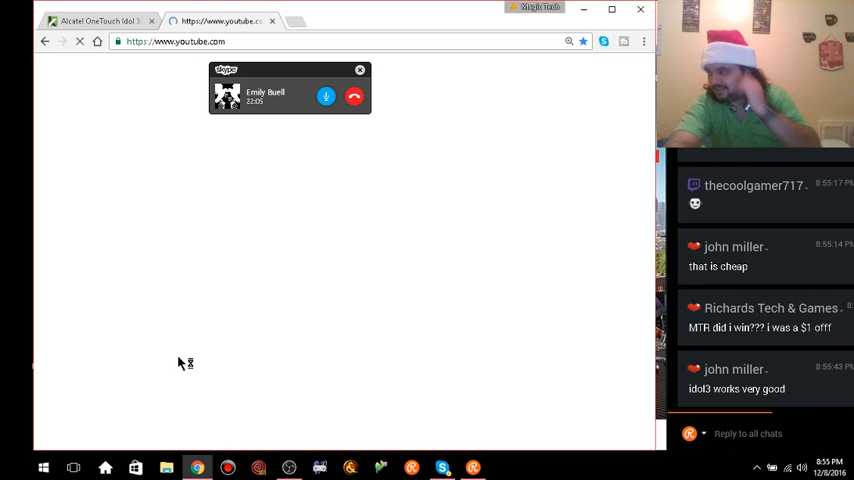 Magic Tech
Alcatel OneTouch Idol 3
https://www.youtube.co
https://www.youtube.com
skype
Emily Buell
22:05
thecoolgamer717
8:55:17 PM
john miller
8:55:14 PM
that is cheap
Richards Tech & Games
8:
MTR did i win??? i was a $1 offf
john miller
8:55:43 PM
idol3 works very good
Reply to all chats
8:55 PM
12/8/2016